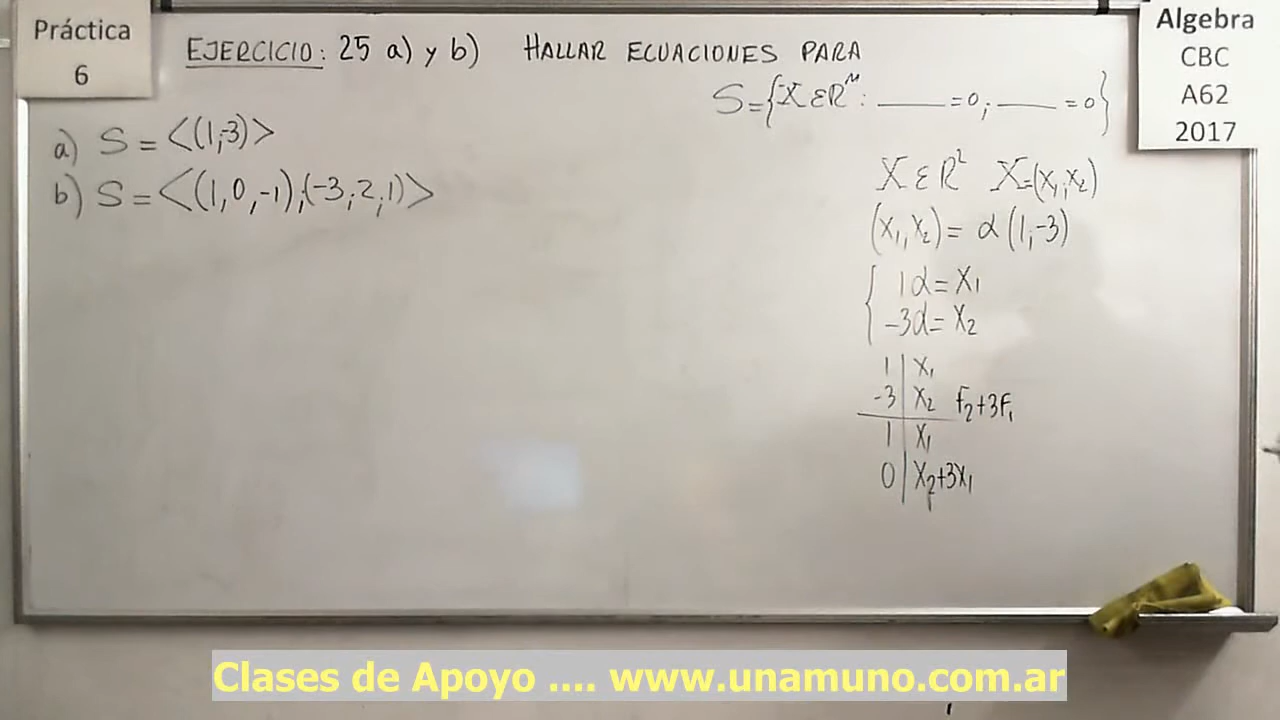 Práctica
6
EJERCICIO: 25 a) y b) HALLAR ECUACIONES PARA
S={X ε R^n: ____ =0; ____ =0}
Algebra
CBC
A62
2017
a) S = <(1,-3)>
b) S = <(1,0,-1);(-3,2,1)>
X ε R² X=(x₁,x₂)
(x₁,x₂) = α(1,-3)
{ 1α = x₁
-3α = x₂
1 | x₁
-3 | x₂ F₂+3F₁
1 | x₁
0 | x₂+3x₁
Clases de Apoyo .... www.unamuno.com.ar